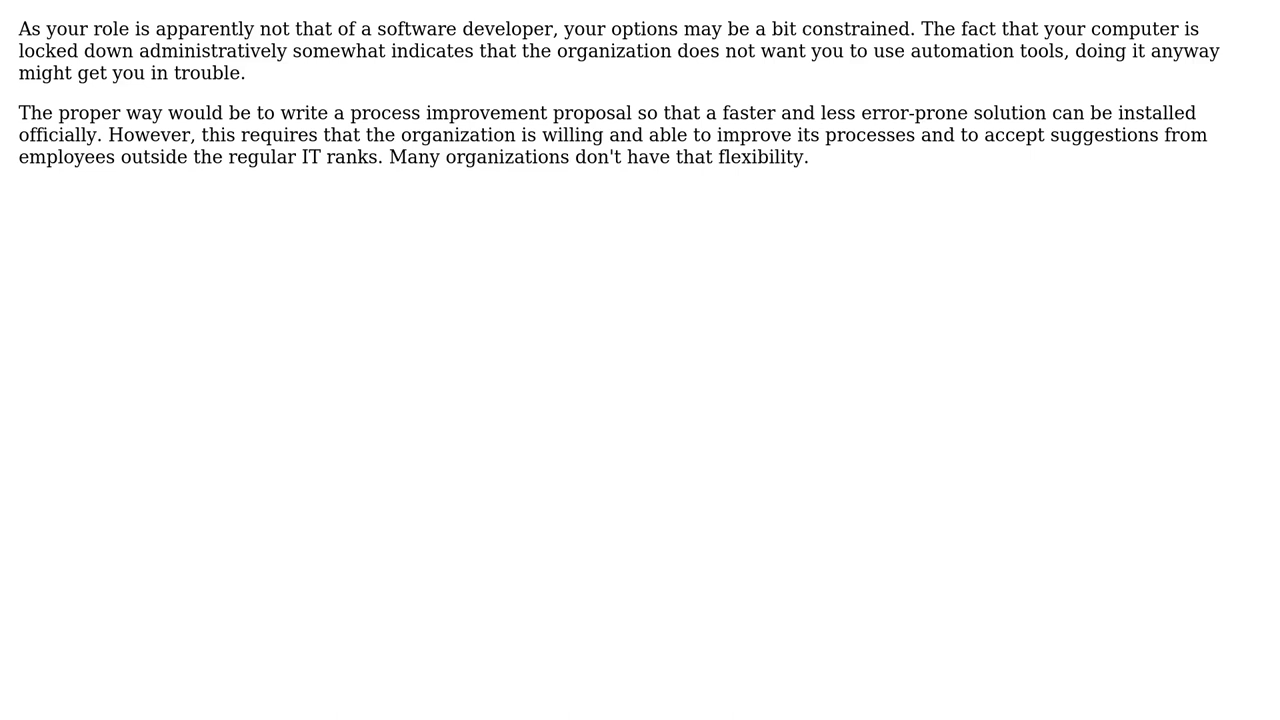 As your role is apparently not that of a software developer, your options may be a bit constrained. The fact that your computer is
locked down administratively somewhat indicates that the organization does not want you to use automation tools, doing it anyway
might get you in trouble.
The proper way would be to write a process improvement proposal so that a faster and less error-prone solution can be installed
officially. However, this requires that the organization is willing and able to improve its processes and to accept suggestions from
employees outside the regular IT ranks. Many organizations don't have that flexibility.